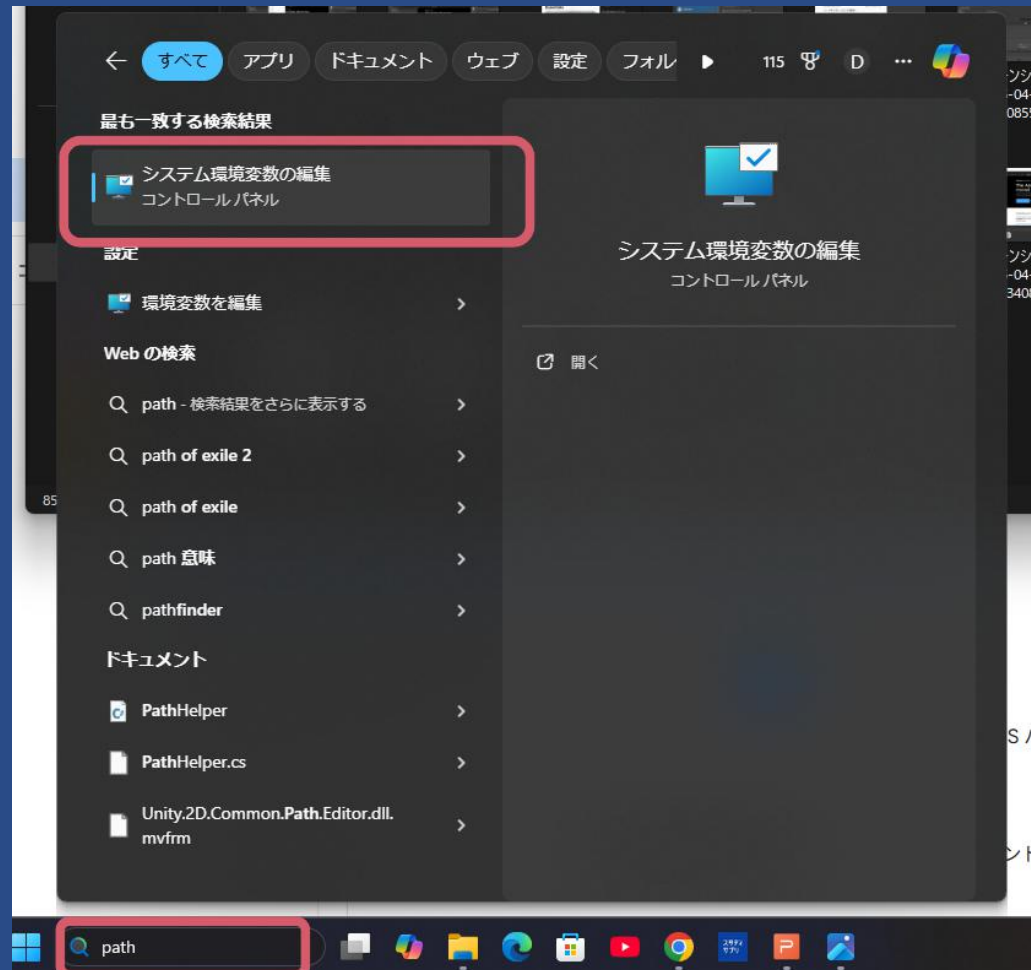 すべて アプリ ドキュメント ウェブ 設定 フォル 115 D
最も一致する検索結果
システム環境変数の編集
コントロール パネル
設定
環境変数を編集
Web の検索
path - 検索結果をさらに表示する
path of exile 2
path of exile
path 意味
pathfinder
ドキュメント
PathHelper
PathHelper.cs
Unity.2D.Common.Path.Editor.dll.
mvfrm
システム環境変数の編集
コントロール パネル
開く
85
path